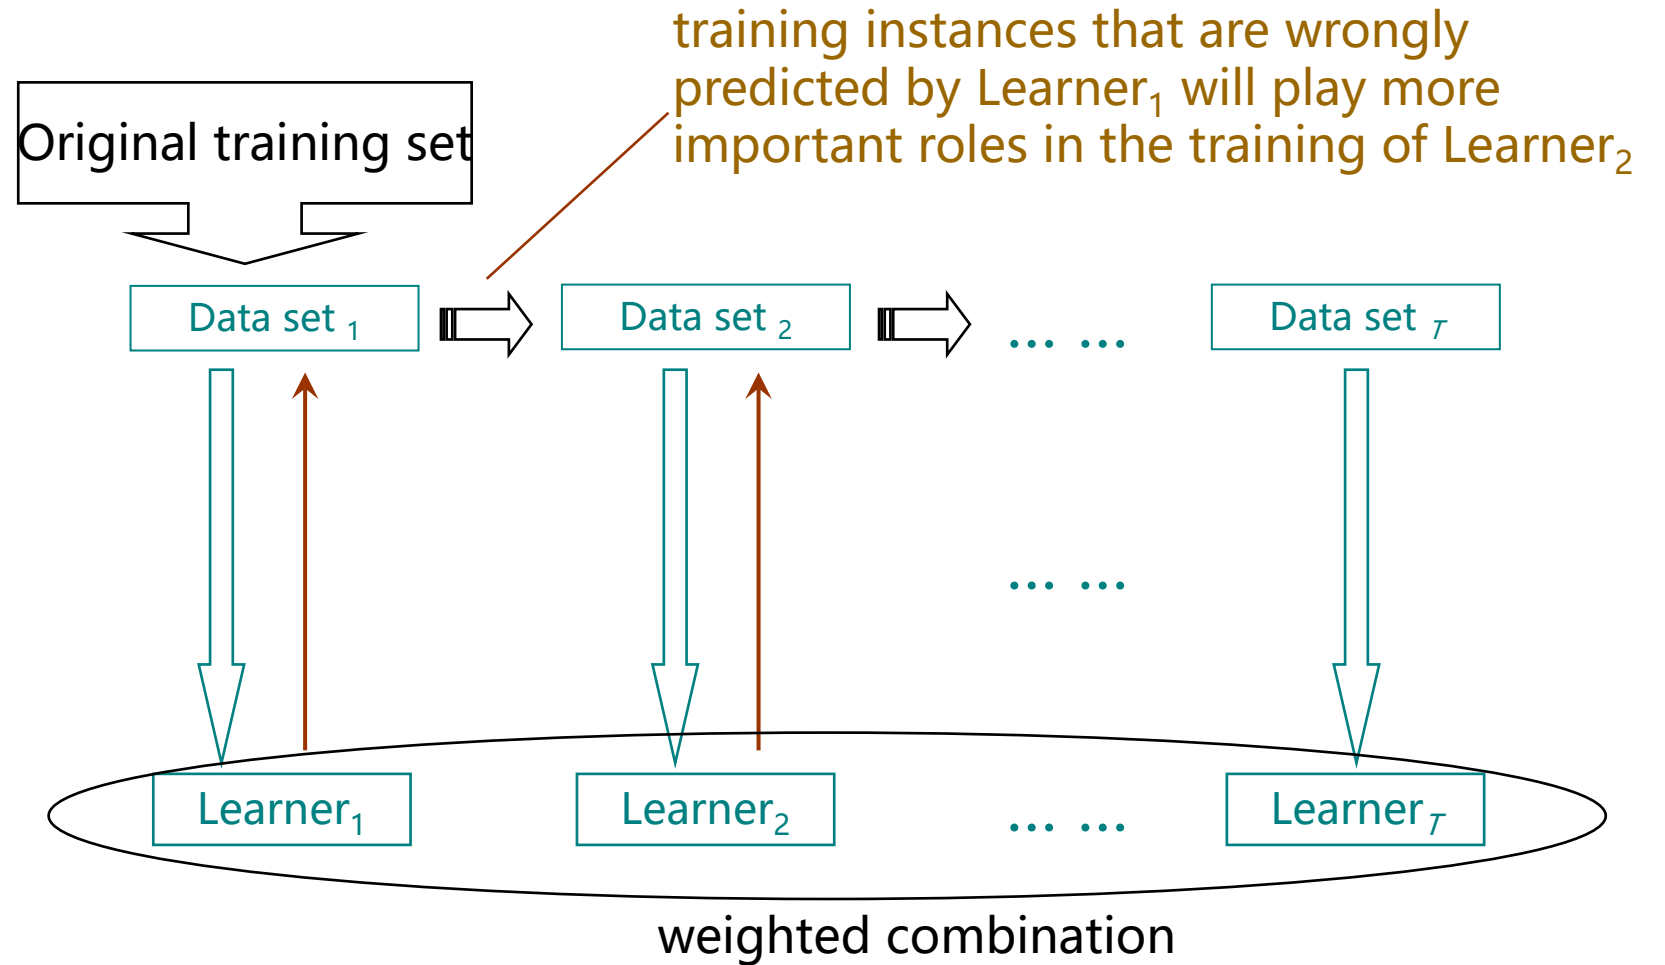 training instances that are wrongly
predicted by Learner₁ will play more
important roles in the training of Learner₂
Original training set
Data set ₁
Data set ₂
... ...
Data set T
... ...
Learner₁
Learner₂
... ...
LearnerT
weighted combination